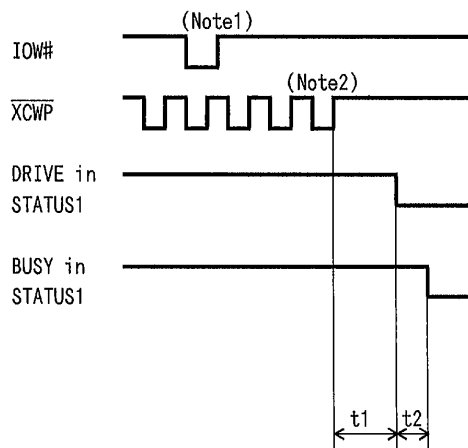 (Note1)
IOW#
(Note2)
XCWP
DRIVE in
STATUS1
BUSY in
STATUS1
t1
t2